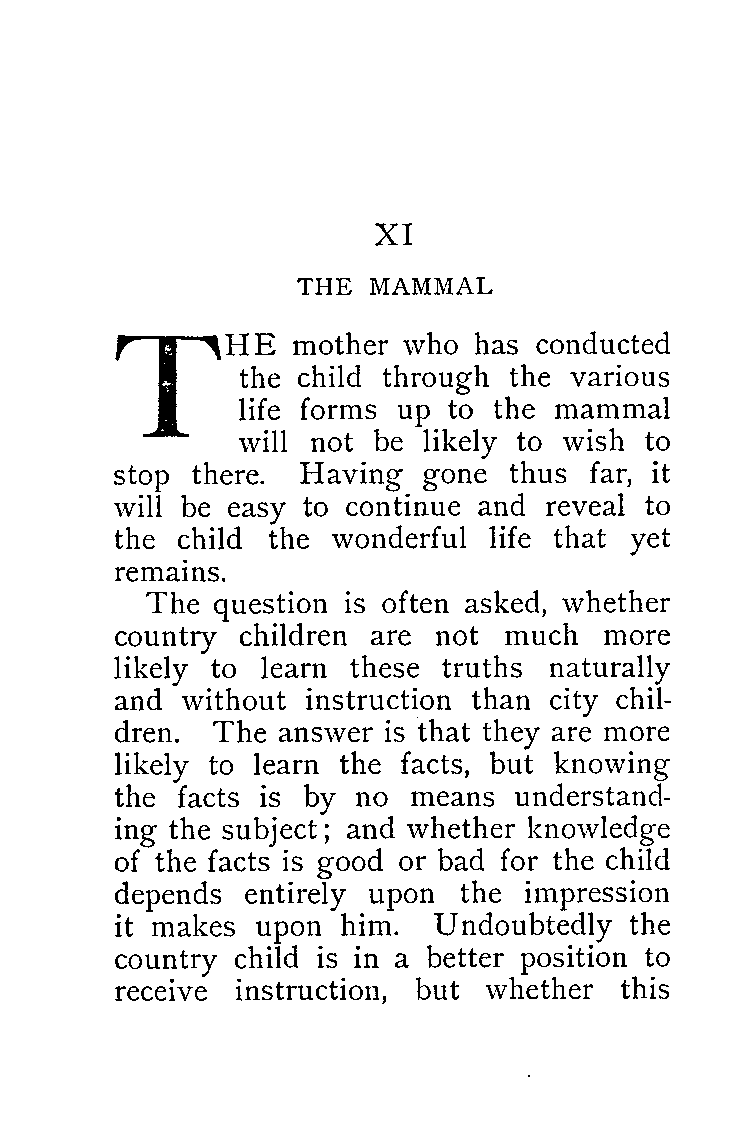 XI
THE MAMMAL
THE mother who has conducted
the child through the various
life forms up to the mammal
will not be likely to wish to
stop there. Having gone thus far, it
will be easy to continue and reveal to
the child the wonderful life that yet
remains.
The question is often asked, whether
country children are not much more
likely to learn these truths naturally
and without instruction than city chil-
dren. The answer is that they are more
likely to learn the facts, but knowing
the facts is by no means understand-
ing the subject; and whether knowledge
of the facts is good or bad for the child
depends entirely upon the impression
it makes upon him. Undoubtedly the
country child is in a better position to
receive instruction, but whether this